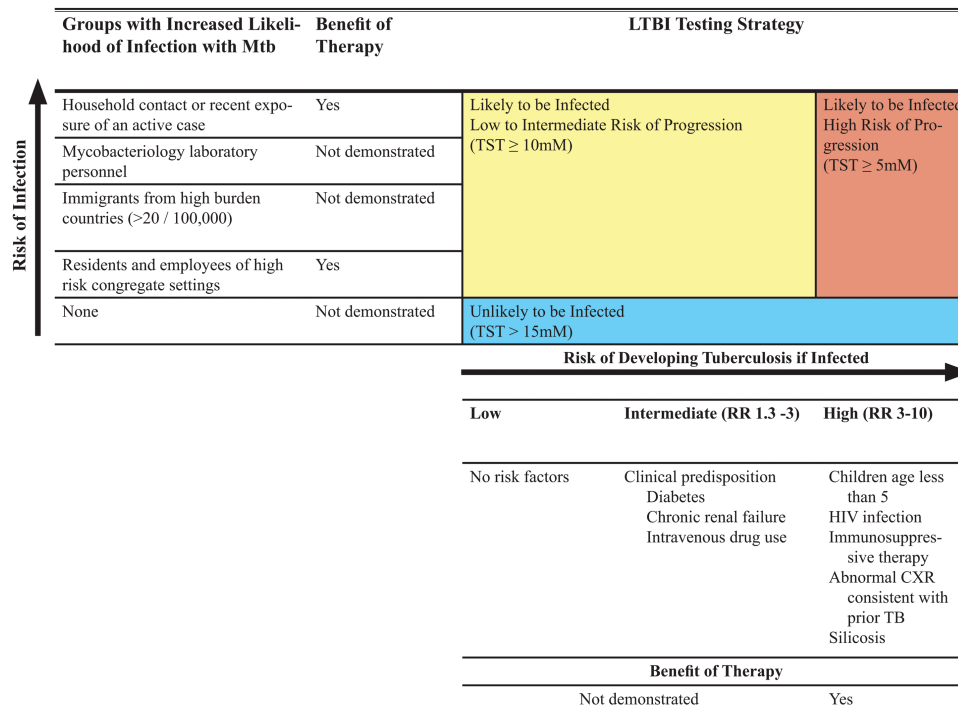 Groups with Increased Likeli-
hood of Infection with Mtb
Benefit of
Therapy
LTBI Testing Strategy
Risk of Infection
Household contact or recent expo-
sure of an active case
Yes
Likely to be Infected
Low to Intermediate Risk of Progression
(TST ≥ 10mM)
Likely to be Infected
High Risk of Pro-
gression
(TST ≥ 5mM)
Mycobacteriology laboratory
personnel
Not demonstrated
Immigrants from high burden
countries (>20 / 100,000)
Not demonstrated
Residents and employees of high
risk congregate settings
Yes
None
Not demonstrated
Unlikely to be Infected
(TST > 15mM)
Risk of Developing Tuberculosis if Infected
Low
Intermediate (RR 1.3 -3)
High (RR 3-10)
No risk factors
Clinical predisposition
Diabetes
Chronic renal failure
Intravenous drug use
Children age less
than 5
HIV infection
Immunosuppres-
sive therapy
Abnormal CXR
consistent with
prior TB
Silicosis
Benefit of Therapy
Not demonstrated
Yes